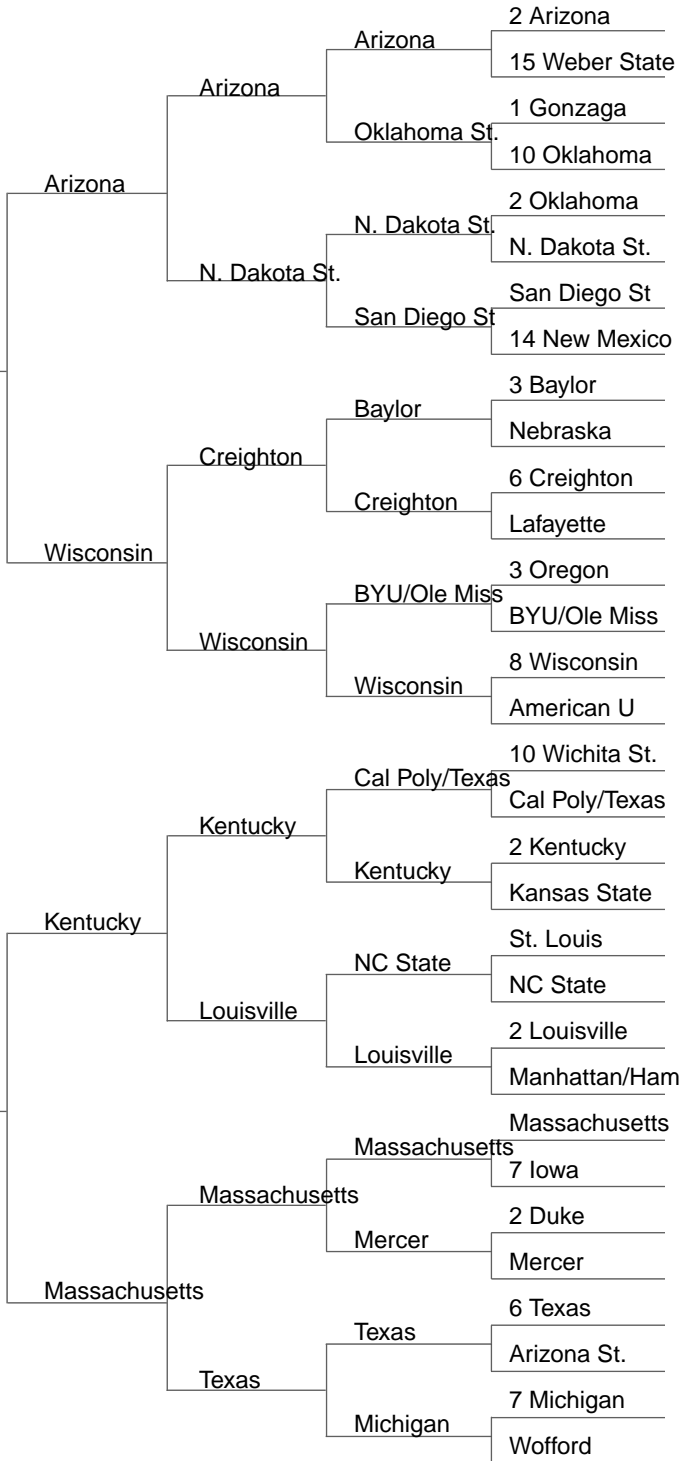 2 Arizona
Arizona
15 Weber State
Arizona
1 Gonzaga
Oklahoma St.
10 Oklahoma
Arizona
2 Oklahoma
N. Dakota St.
N. Dakota St.
N. Dakota St.
San Diego St
San Diego St
14 New Mexico
3 Baylor
Baylor
Nebraska
Creighton
6 Creighton
Creighton
Lafayette
Wisconsin
3 Oregon
BYU/Ole Miss
BYU/Ole Miss
Wisconsin
8 Wisconsin
Wisconsin
American U
10 Wichita St.
Cal Poly/Texas
Cal Poly/Texas
Kentucky
2 Kentucky
Kentucky
Kansas State
Kentucky
St. Louis
NC State
NC State
Louisville
2 Louisville
Louisville
Manhattan/Ham
Massachusetts
Massachusetts
7 Iowa
Massachusetts
2 Duke
Mercer
Mercer
Massachusetts
6 Texas
Texas
Arizona St.
Texas
7 Michigan
Michigan
Wofford